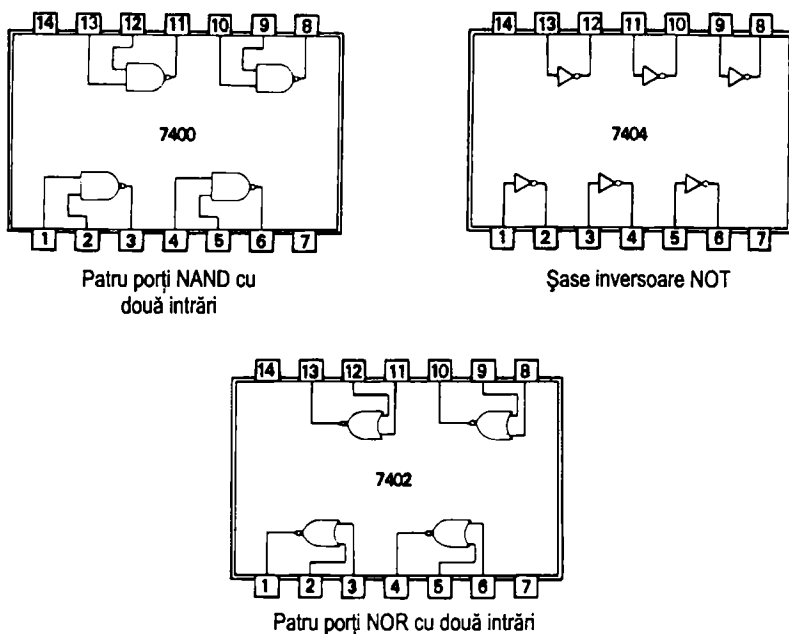 14 13 12 11 10 9 8
7400
1 2 3 4 5 6 7
Patru porți NAND cu
două intrări
14 13 12 11 10 9 8
7404
1 2 3 4 5 6 7
Şase inversoare NOT
14 13 12 11 10 9 8
7402
1 2 3 4 5 6 7
Patru porți NOR cu două intrări